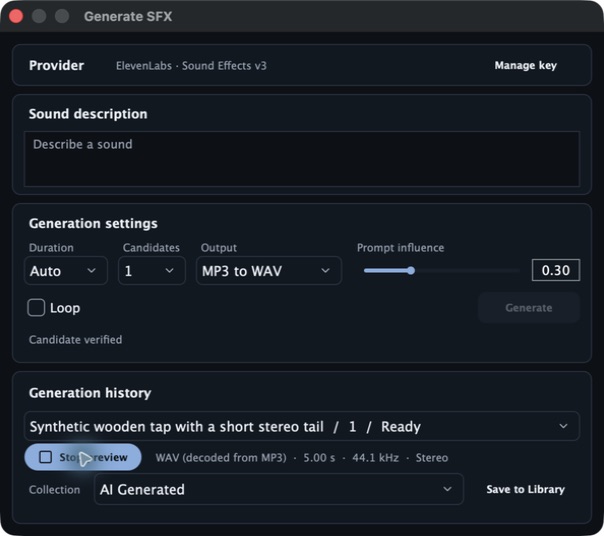 Generate SFX
Provider ElevenLabs · Sound Effects v3 Manage key
Sound description
Describe a sound
Generation settings
Duration Candidates Output Prompt influence
Auto 1 MP3 to WAV 0.30
Loop Generate
Candidate verified
Generation history
Synthetic wooden tap with a short stereo tail / 1 / Ready
Stop Preview WAV (decoded from MP3) · 5.00 s · 44.1 kHz · Stereo
Collection AI Generated Save to Library